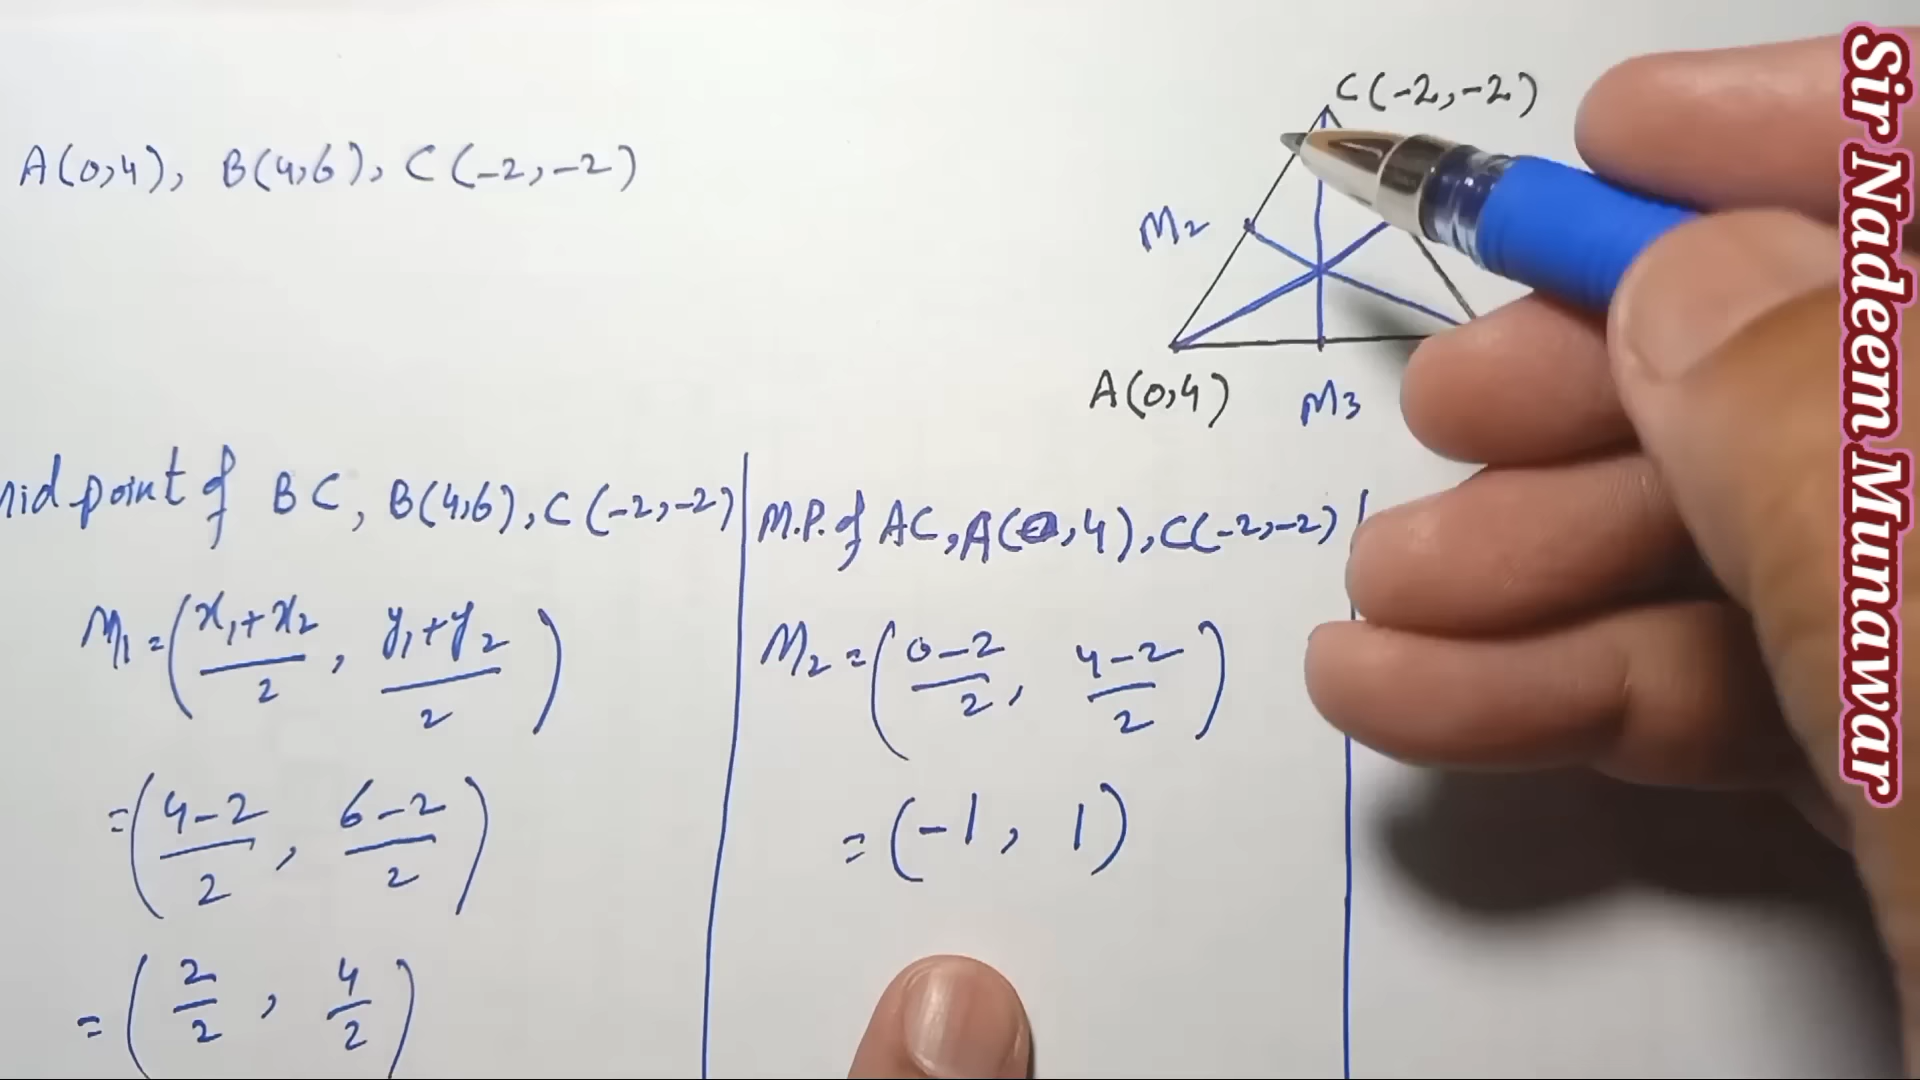 C(-2,-2)
A(0,4), B(4,6), C(-2,-2)
M2
A(0,4)
M3
mid point of BC, B(4,6), C(-2,-2)
M.P. of AC, A(0,4), C(-2,-2)
M1 = (x1+x2/2, y1+y2/2)
M2 = (0-2/2, 4-2/2)
= (4-2/2, 6-2/2)
= (-1, 1)
= (2/2, 4/2)
Sir Nadeem Munawar